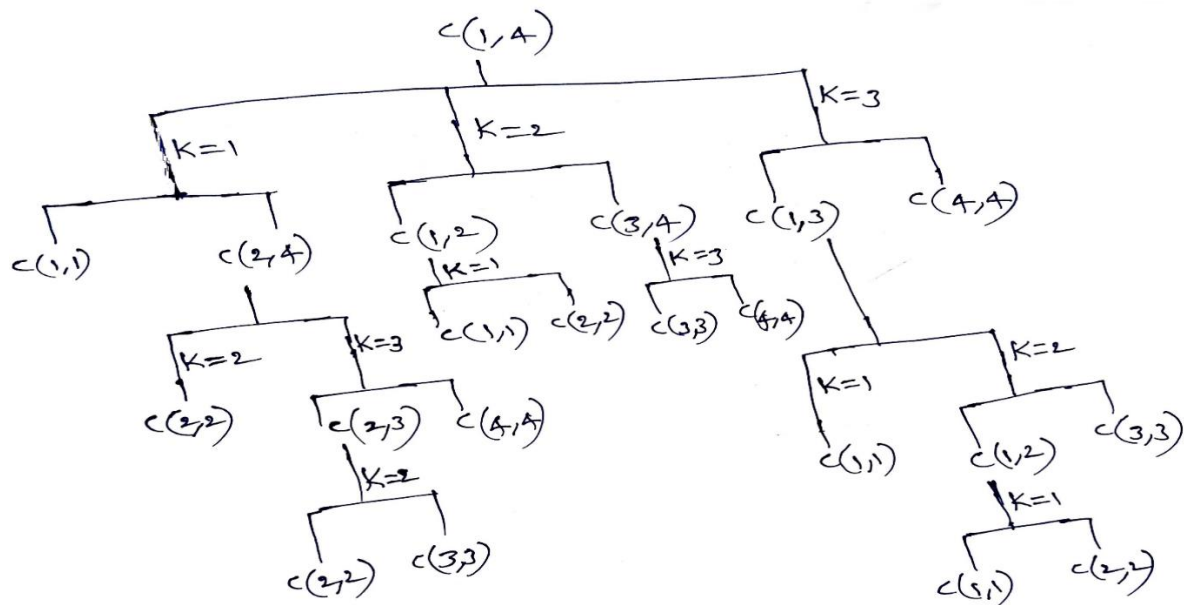 C(1,4)
K=1 K=2 K=3
C(1,1) C(2,4) C(1,2) C(3,4) C(1,3) C(4,4)
K=1 K=3
C(1,1) C(2,2) C(3,3) C(4,4)
K=2 K=3 K=1 K=2
C(2,2) C(2,3) C(4,4) C(1,1) C(1,2) C(3,3)
K=2 K=1
C(2,2) C(3,3) C(1,1) C(2,2)